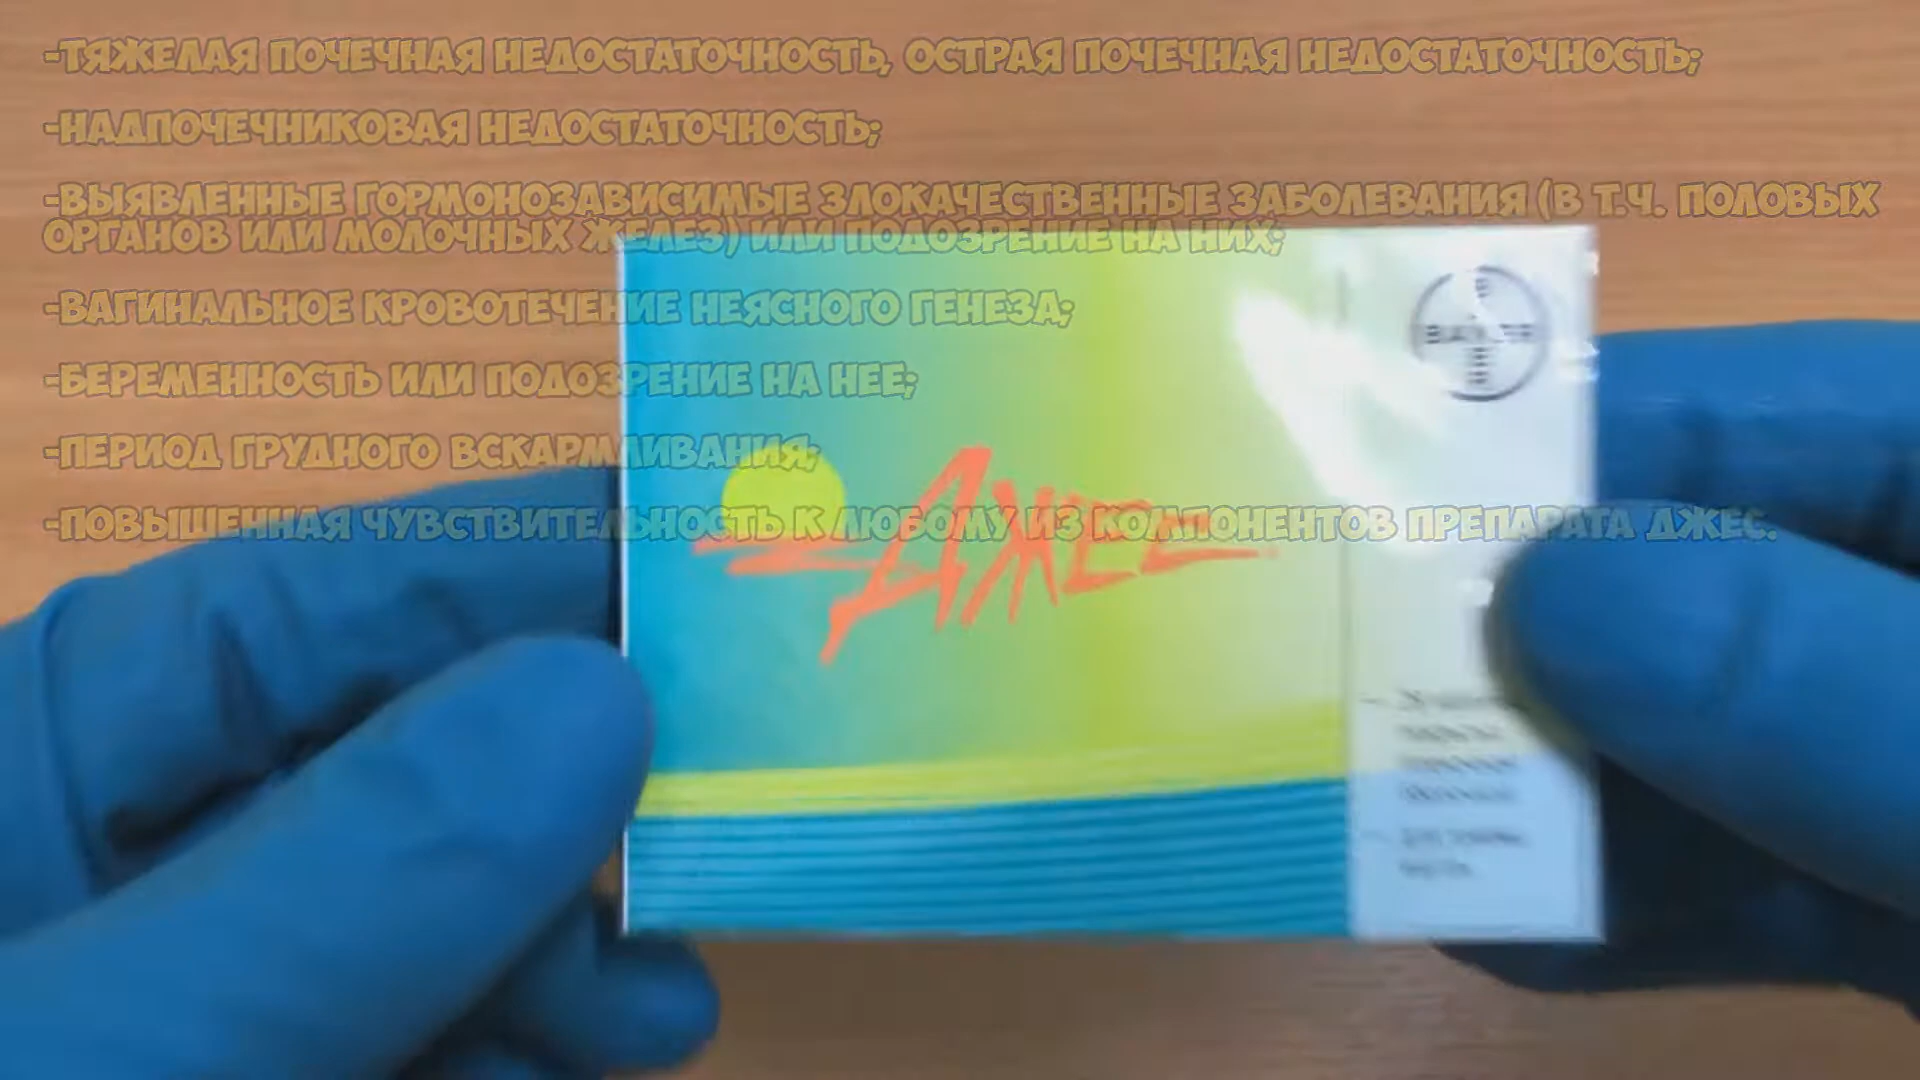 -ТЯЖЕЛАЯ ПОЧЕЧНАЯ НЕДОСТАТОЧНОСТЬ, ОСТРАЯ ПОЧЕЧНАЯ НЕДОСТАТОЧНОСТЬ;
-НАДПОЧЕЧНИКОВАЯ НЕДОСТАТОЧНОСТЬ;
-ВЫЯВЛЕННЫЕ ГОРМОНОЗАВИСИМЫЕ ЗЛОКАЧЕСТВЕННЫЕ ЗАБОЛЕВАНИЯ (В Т.Ч. ПОЛОВЫХ
ОРГАНОВ ИЛИ МОЛОЧНЫХ ЖЕЛЕЗ) ИЛИ ПОДОЗРЕНИЕ НА НИХ;
-ВАГИНАЛЬНОЕ КРОВОТЕЧЕНИЕ НЕЯСНОГО ГЕНЕЗА;
-БЕРЕМЕННОСТЬ ИЛИ ПОДОЗРЕНИЕ НА НЕЕ;
-ПЕРИОД ГРУДНОГО ВСКАРМЛИВАНИЯ;
-ПОВЫШЕННАЯ ЧУВСТВИТЕЛЬНОСТЬ К ЛЮБОМУ ИЗ КОМПОНЕНТОВ ПРЕПАРАТА ДЖЕС.
Джес
BAYER